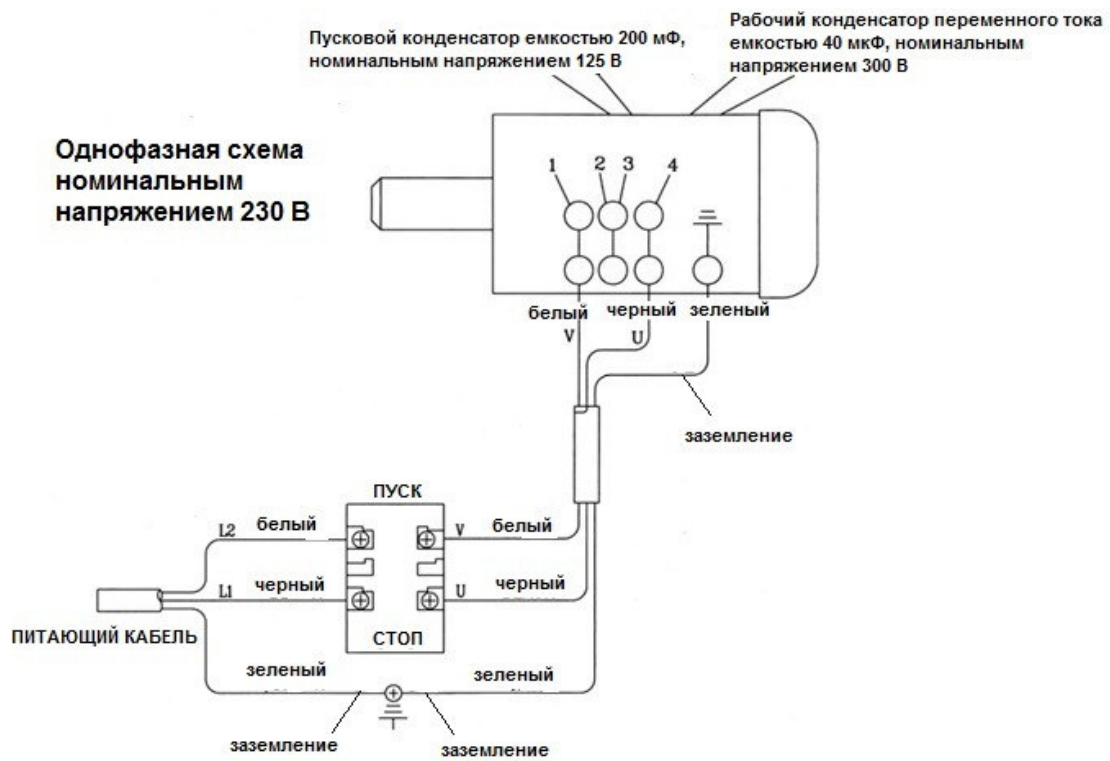 Пусковой конденсатор емкостью 200 мФ,
номинальным напряжением 125 В
Рабочий конденсатор переменного тока
емкостью 40 мкФ, номинальным
напряжением 300 В
Однофазная схема
номинальным
напряжением 230 В
1 2 3 4
белый черный зеленый
V U
заземление
ПУСК
L2 белый V белый
L1 черный U черный
СТОП
ПИТАЮЩИЙ КАБЕЛЬ
зеленый зеленый
заземление заземление